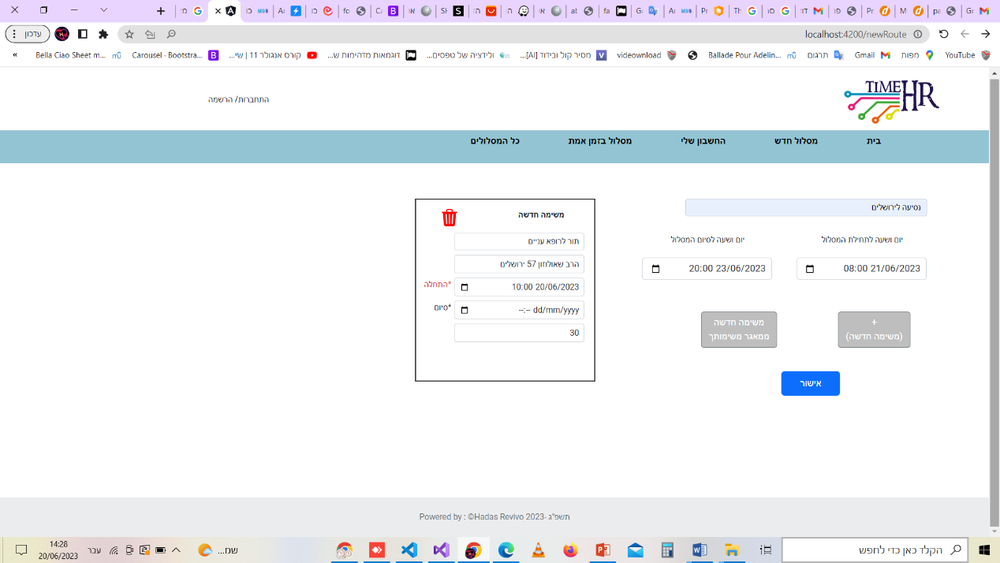 עדכון
localhost:4200/newRoute
YouTube
מפות
Gmail
תרגום
Ballade Pour Adelin...
videownload
מסיר קול ובידוד [AI]...
ולידציה של טפסים...
דוגמאות מדהימות ש...
קורס אנגולר 11 | שי...
Carousel · Bootstra...
Bella Ciao Sheet m...
»
TIME HR
התחברות/ הרשמה
בית
מסלול חדש
החשבון שלי
מסלול בזמן אמת
כל המסלולים
נסיעה לירושלים
יום ושעה לתחילת המסלול
יום ושעה לסיום המסלול
21/06/2023 08:00
23/06/2023 20:00
+
(משימה חדשה)
משימה חדשה
ממאגר משימותך
אישור
משימה חדשה
תור לרופא עניים
הרב שאולוזון 57 ירושלים
20/06/2023 10:00
*התחלה
dd/mm/yyyy --:--
*סיום
30
Powered by : ©Hadas Revivo 2023- תשפ"ג
הקלד כאן כדי לחפש
שמ...
עבר
14:28
20/06/2023